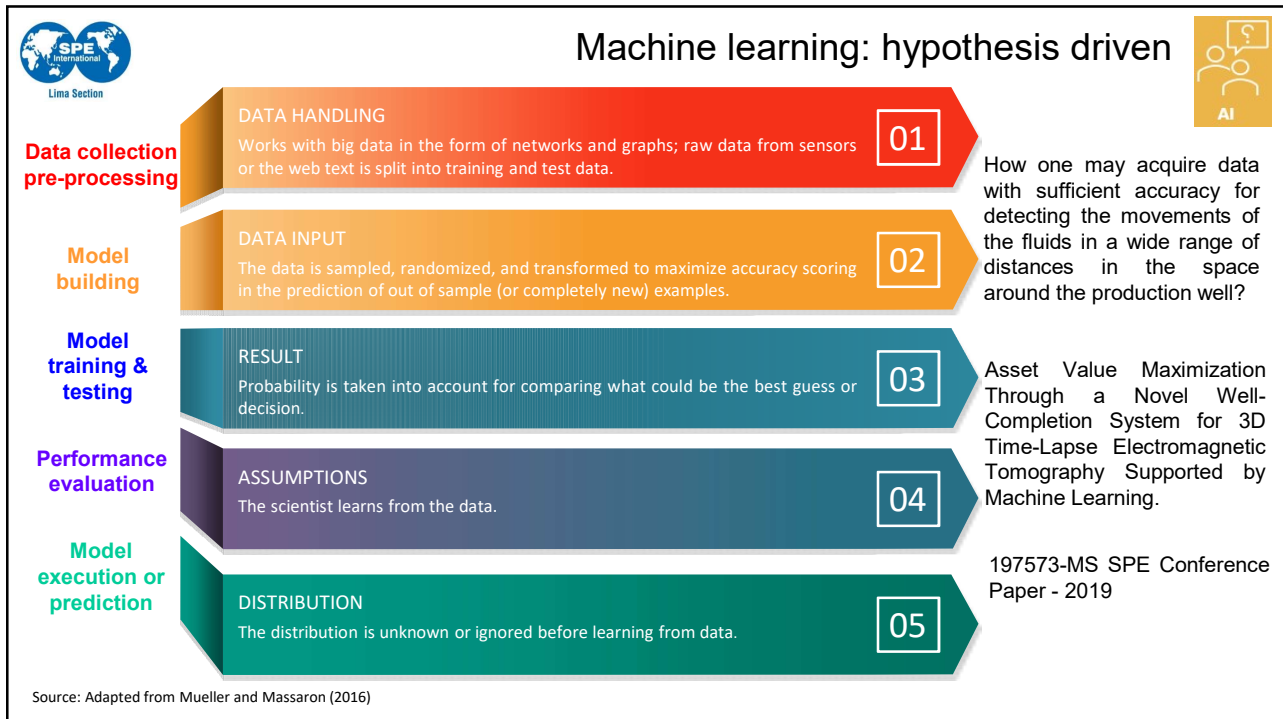 SPE
International
Lima Section
Machine learning: hypothesis driven
?
AI
Data collection
pre-processing
DATA HANDLING
Works with big data in the form of networks and graphs; raw data from sensors
or the web text is split into training and test data.
01
Model
building
DATA INPUT
The data is sampled, randomized, and transformed to maximize accuracy scoring
in the prediction of out of sample (or completely new) examples.
02
Model
training &
testing
RESULT
Probability is taken into account for comparing what could be the best guess or
decision.
03
Performance
evaluation
ASSUMPTIONS
The scientist learns from the data.
04
Model
execution or
prediction
DISTRIBUTION
The distribution is unknown or ignored before learning from data.
05
How one may acquire data
with sufficient accuracy for
detecting the movements of
the fluids in a wide range of
distances in the space
around the production well?
Asset Value Maximization
Through a Novel Well-
Completion System for 3D
Time-Lapse Electromagnetic
Tomography Supported by
Machine Learning.
197573-MS SPE Conference
Paper - 2019
Source: Adapted from Mueller and Massaron (2016)